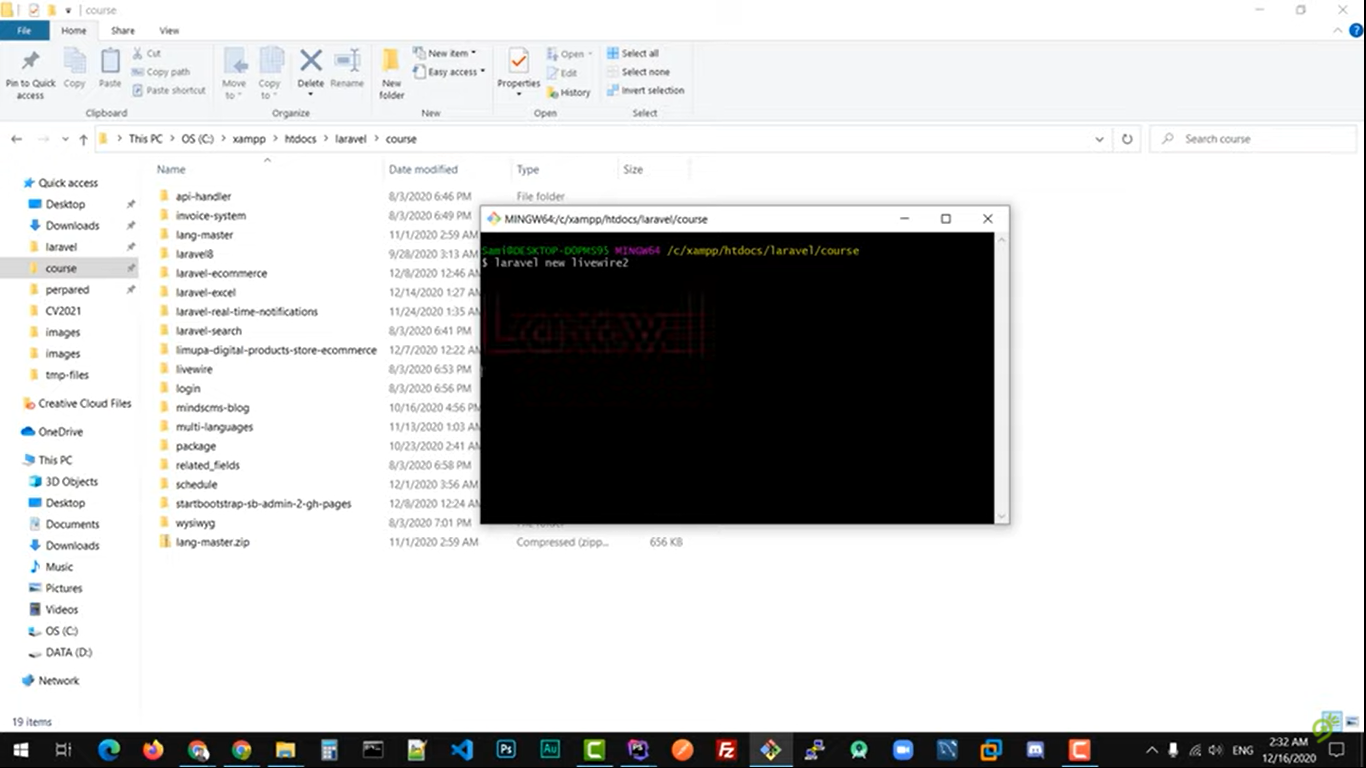 course
File Home Share View
Pin to Quick access
Copy
Paste
Cut
Copy path
Paste shortcut
Clipboard
Move to
Copy to
Delete
Rename
Organize
New folder
New item
Easy access
New
Properties
Open
Edit
History
Open
Select all
Select none
Invert selection
Select
This PC > OS (C:) > xampp > htdocs > laravel > course
Search course
Quick access
Desktop
Downloads
laravel
course
perpared
CV2021
images
images
tmp-files
Creative Cloud Files
OneDrive
This PC
3D Objects
Desktop
Documents
Downloads
Music
Pictures
Videos
OS (C:)
DATA (D:)
Network
Name Date modified Type Size
api-handler 8/3/2020 6:46 PM File folder
invoice-system 8/3/2020 6:49 PM
lang-master 11/1/2020 2:59 AM
laravel8 9/28/2020 3:13 AM
laravel-ecommerce 12/8/2020 12:46 AM
laravel-excel 12/14/2020 1:27 AM
laravel-real-time-notifications 11/24/2020 1:35 AM
laravel-search 8/3/2020 6:41 PM
limupa-digital-products-store-ecommerce 12/7/2020 12:22 AM
livewire 8/3/2020 6:53 PM
login 8/3/2020 6:56 PM
mindscms-blog 10/16/2020 4:56 PM
multi-languages 11/13/2020 1:03 AM
package 10/23/2020 2:41 AM
related_fields 8/3/2020 6:58 PM
schedule 12/1/2020 3:56 AM
startbootstrap-sb-admin-2-gh-pages 12/8/2020 12:24 AM
wysiwyg 8/3/2020 7:01 PM
lang-master.zip 11/1/2020 2:59 AM Compressed (zipp... 656 KB
MINGW64:/c/xampp/htdocs/laravel/course
Sami@DESKTOP-DOPMS95 MINGW64 /c/xampp/htdocs/laravel/course
$ laravel new livewire2
Laravel
19 items
Ps
Au
Fz
ENG
2:32 AM
12/16/2020